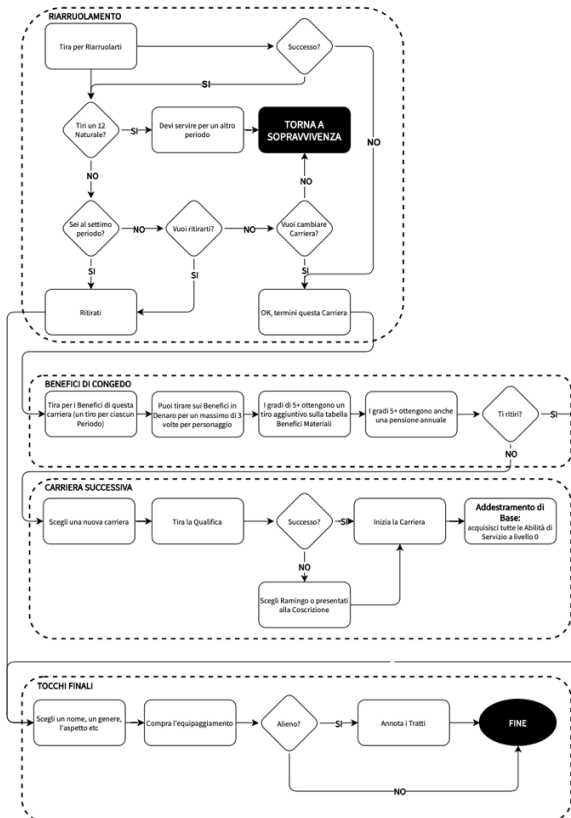 RIARRUOLAMENTO
Tira per Riarruolarti
Successo?
SI
NO
Tiri un 12
Naturale?
SI
Devi servire per un altro
periodo
TORNA A
SOPRAVVIVENZA
NO
NO
Sei al settimo
periodo?
NO
Vuoi ritirarti?
NO
Vuoi cambiare
Carriera?
SI
SI
SI
Ritirati
OK, termini questa Carriera
BENEFICI DI CONGEDO
Tira per i Benefici di questa
carriera (un tiro per ciascun
Periodo)
Puoi tirare sui Benefici in
Denaro per un massimo di 3
volte per personaggio
I gradi di 5+ ottengono un
tiro aggiuntivo sulla tabella
Benefici Materiali
I gradi 5+ ottengono anche
una pensione annuale
Ti ritiri?
SI
NO
CARRIERA SUCCESSIVA
Scegli una nuova carriera
Tira la Qualifica
Successo?
SI
Inizia la Carriera
Addestramento di
Base:
acquisisci tutte le Abilità di
Servizio a livello 0
NO
Scegli Ramingo o presentati
alla Coscrizione
TOCCHI FINALI
Scegli un nome, un genere,
l'aspetto etc
Compra l'equipaggiamento
Alieno?
SI
Annota i Tratti
FINE
NO